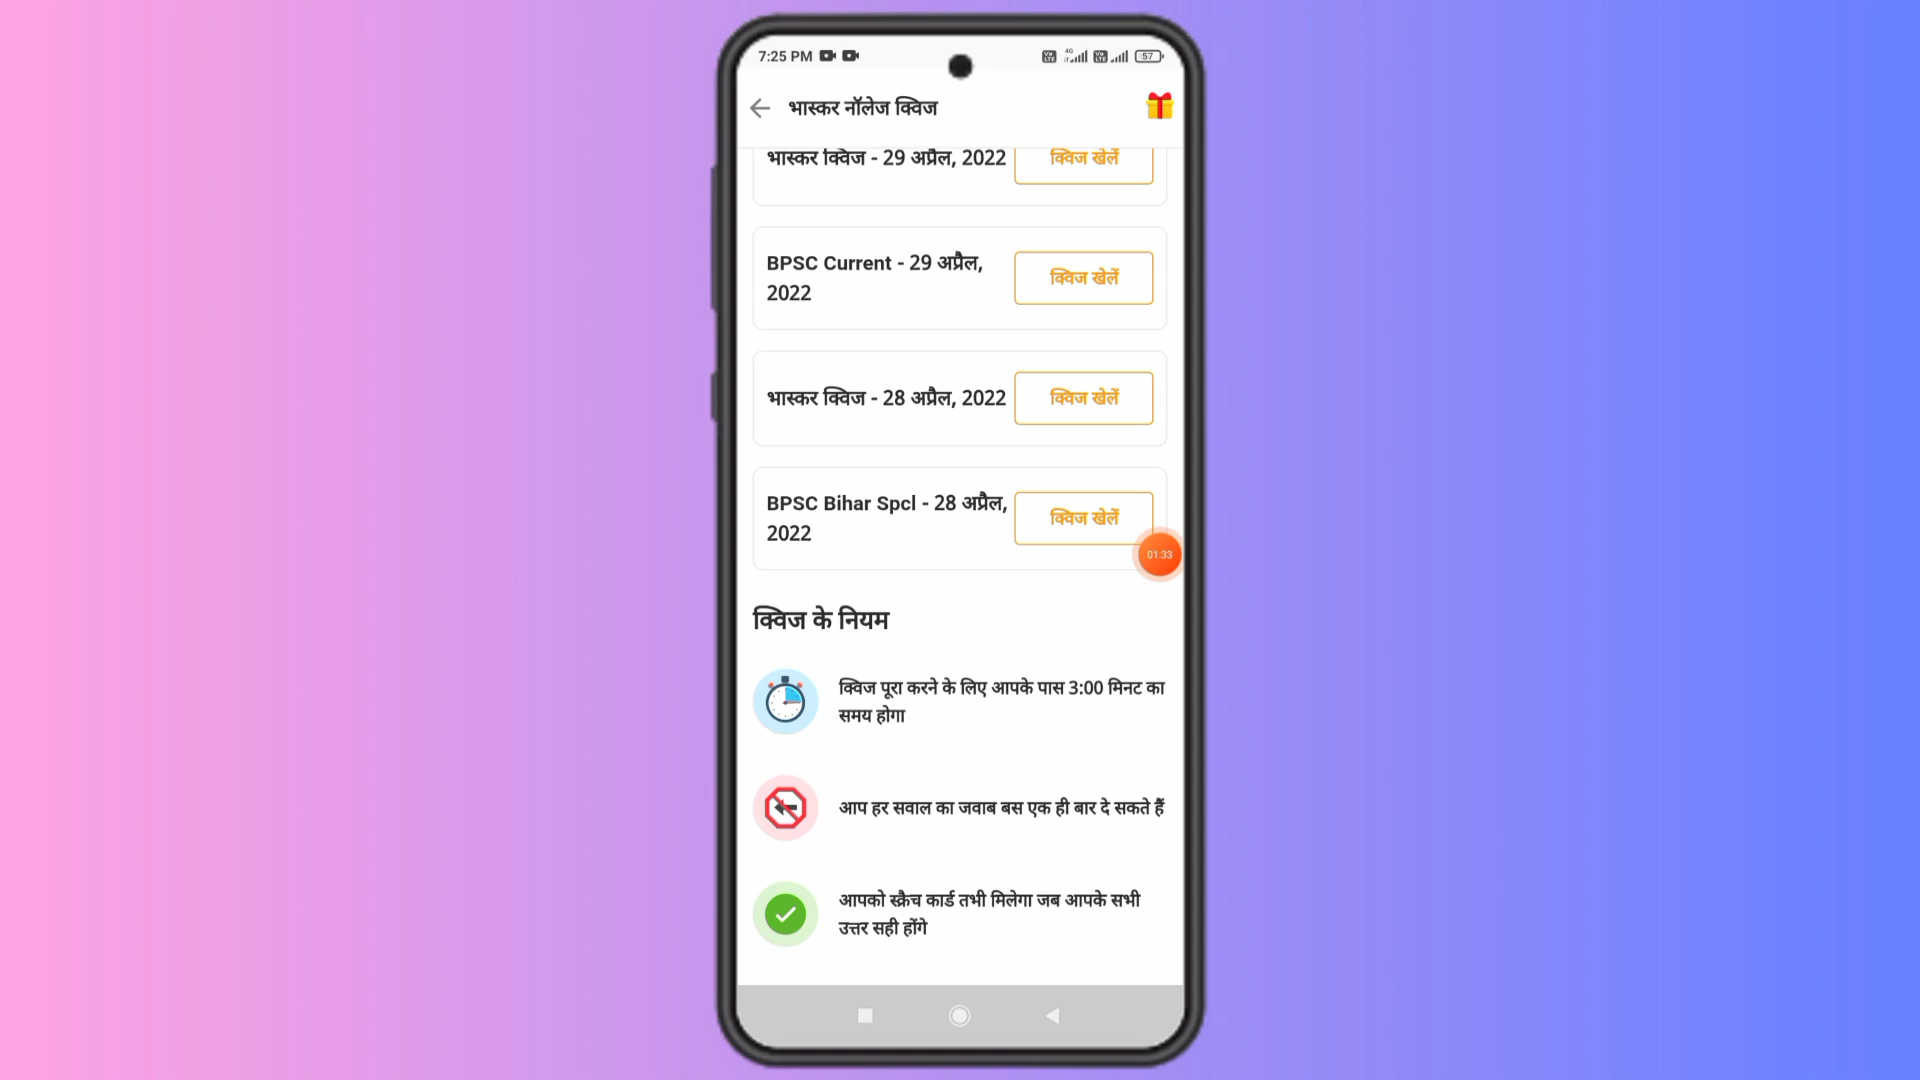 7:25 PM
4G
57
भास्कर नॉलेज क्विज
भास्कर क्विज - 29 अप्रैल, 2022
क्विज खेलें
BPSC Current - 29 अप्रैल,
2022
क्विज खेलें
भास्कर क्विज - 28 अप्रैल, 2022
क्विज खेलें
BPSC Bihar Spcl - 28 अप्रैल,
2022
क्विज खेलें
01:33
क्विज के नियम
क्विज पूरा करने के लिए आपके पास 3:00 मिनट का
समय होगा
आप हर सवाल का जवाब बस एक ही बार दे सकते हैं
आपको स्क्रैच कार्ड तभी मिलेगा जब आपके सभी
उत्तर सही होंगे